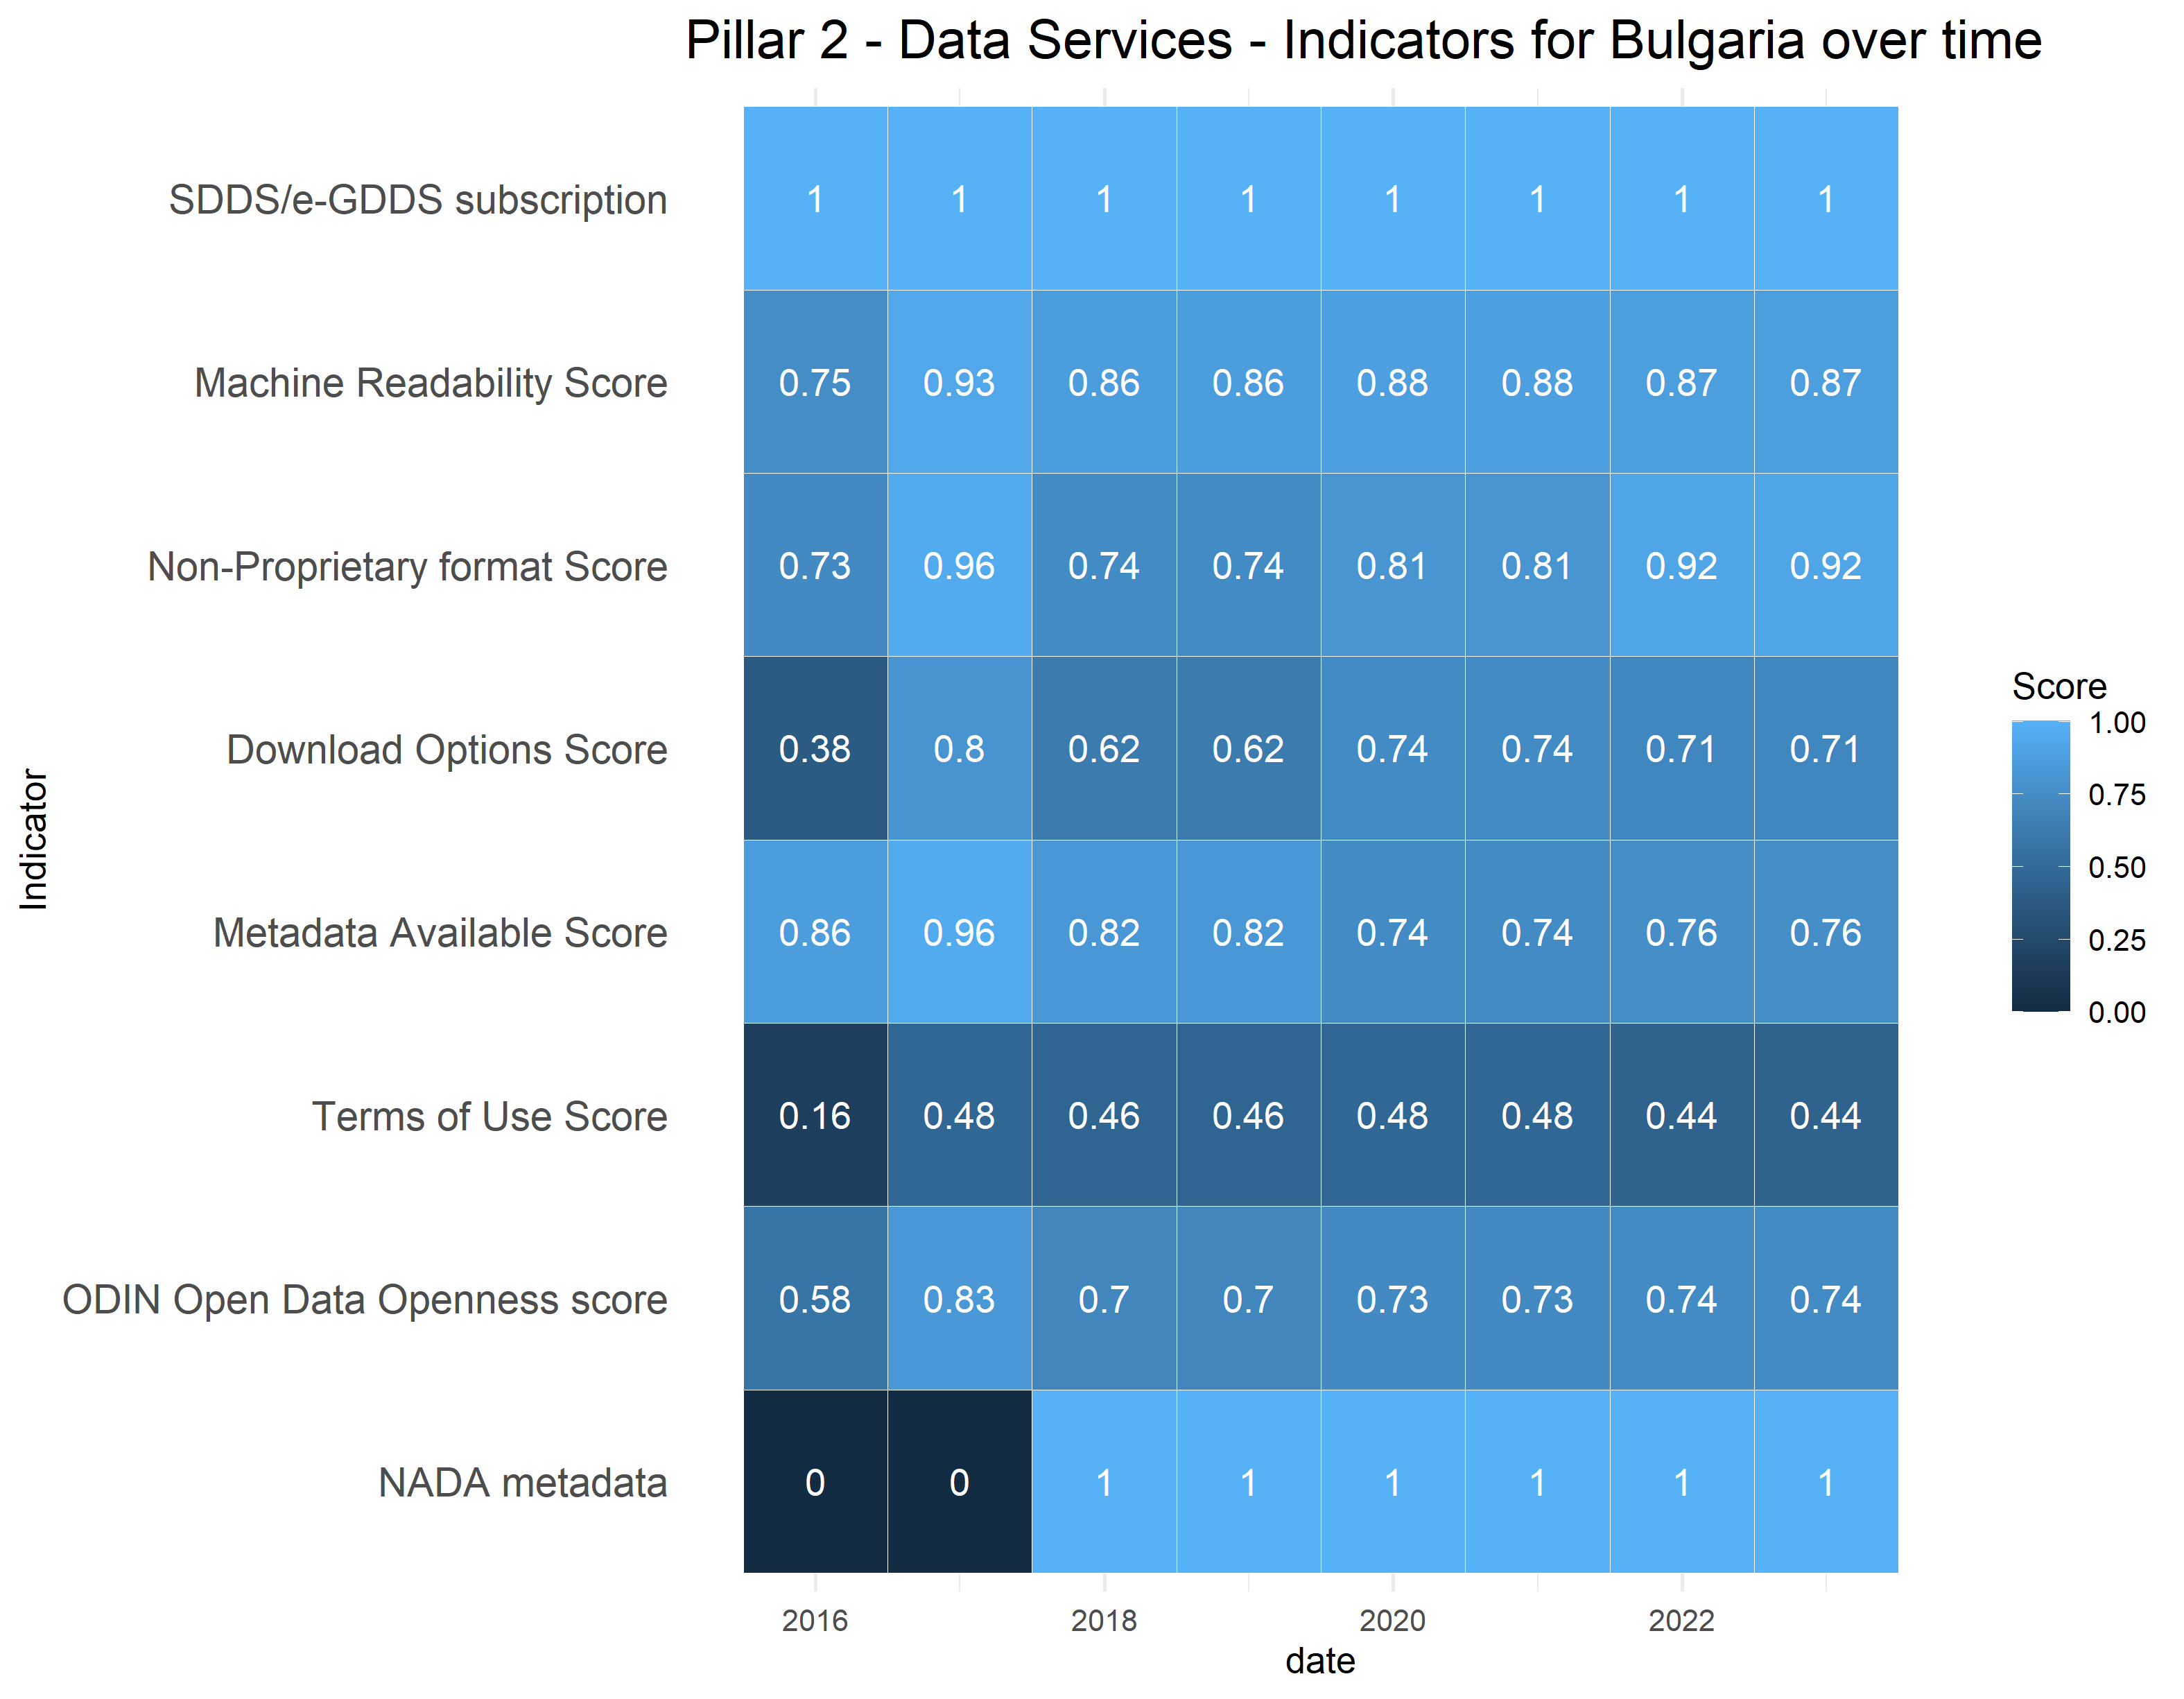 Pillar 2 - Data Services - Indicators for Bulgaria over time
Indicator
SDDS/e-GDDS subscription 1 1 1 1 1 1 1 1
Machine Readability Score 0.75 0.93 0.86 0.86 0.88 0.88 0.87 0.87
Non-Proprietary format Score 0.73 0.96 0.74 0.74 0.81 0.81 0.92 0.92
Download Options Score 0.38 0.8 0.62 0.62 0.74 0.74 0.71 0.71
Metadata Available Score 0.86 0.96 0.82 0.82 0.74 0.74 0.76 0.76
Terms of Use Score 0.16 0.48 0.46 0.46 0.48 0.48 0.44 0.44
ODIN Open Data Openness score 0.58 0.83 0.7 0.7 0.73 0.73 0.74 0.74
NADA metadata 0 0 1 1 1 1 1 1
2016 2018 2020 2022
date
Score
1.00
0.75
0.50
0.25
0.00